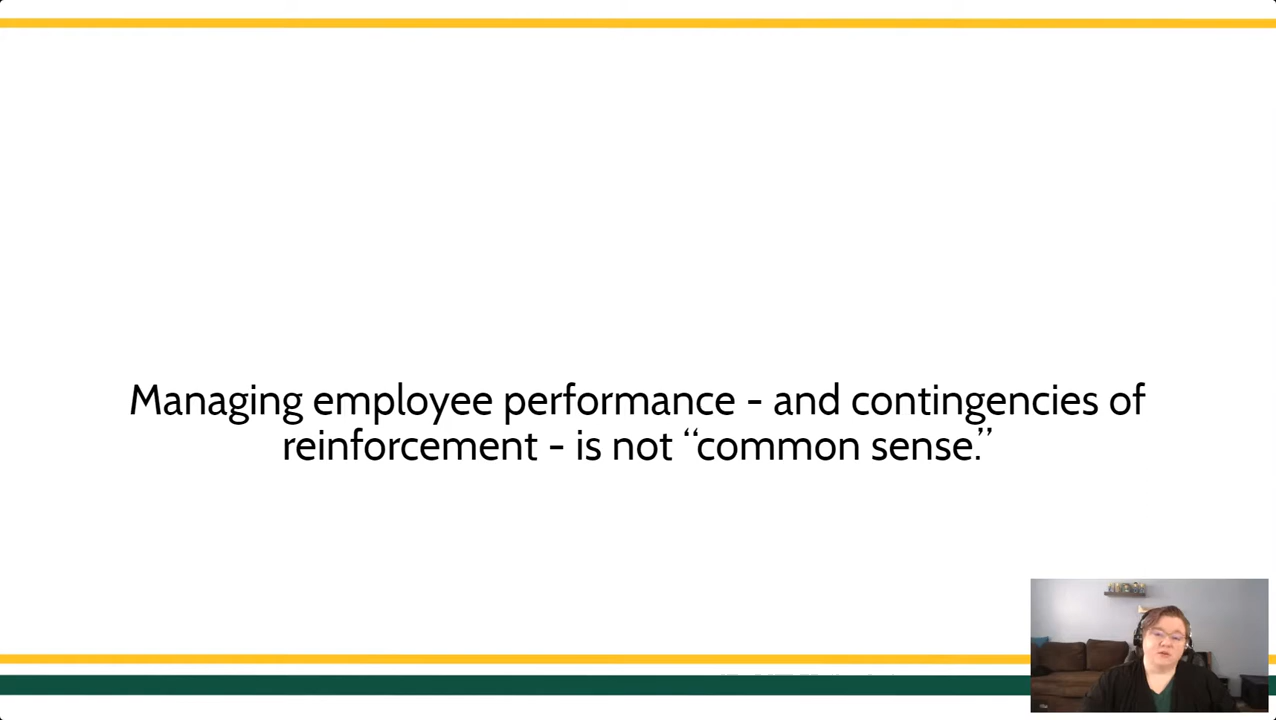 Managing employee performance - and contingencies of
reinforcement - is not “common sense.”